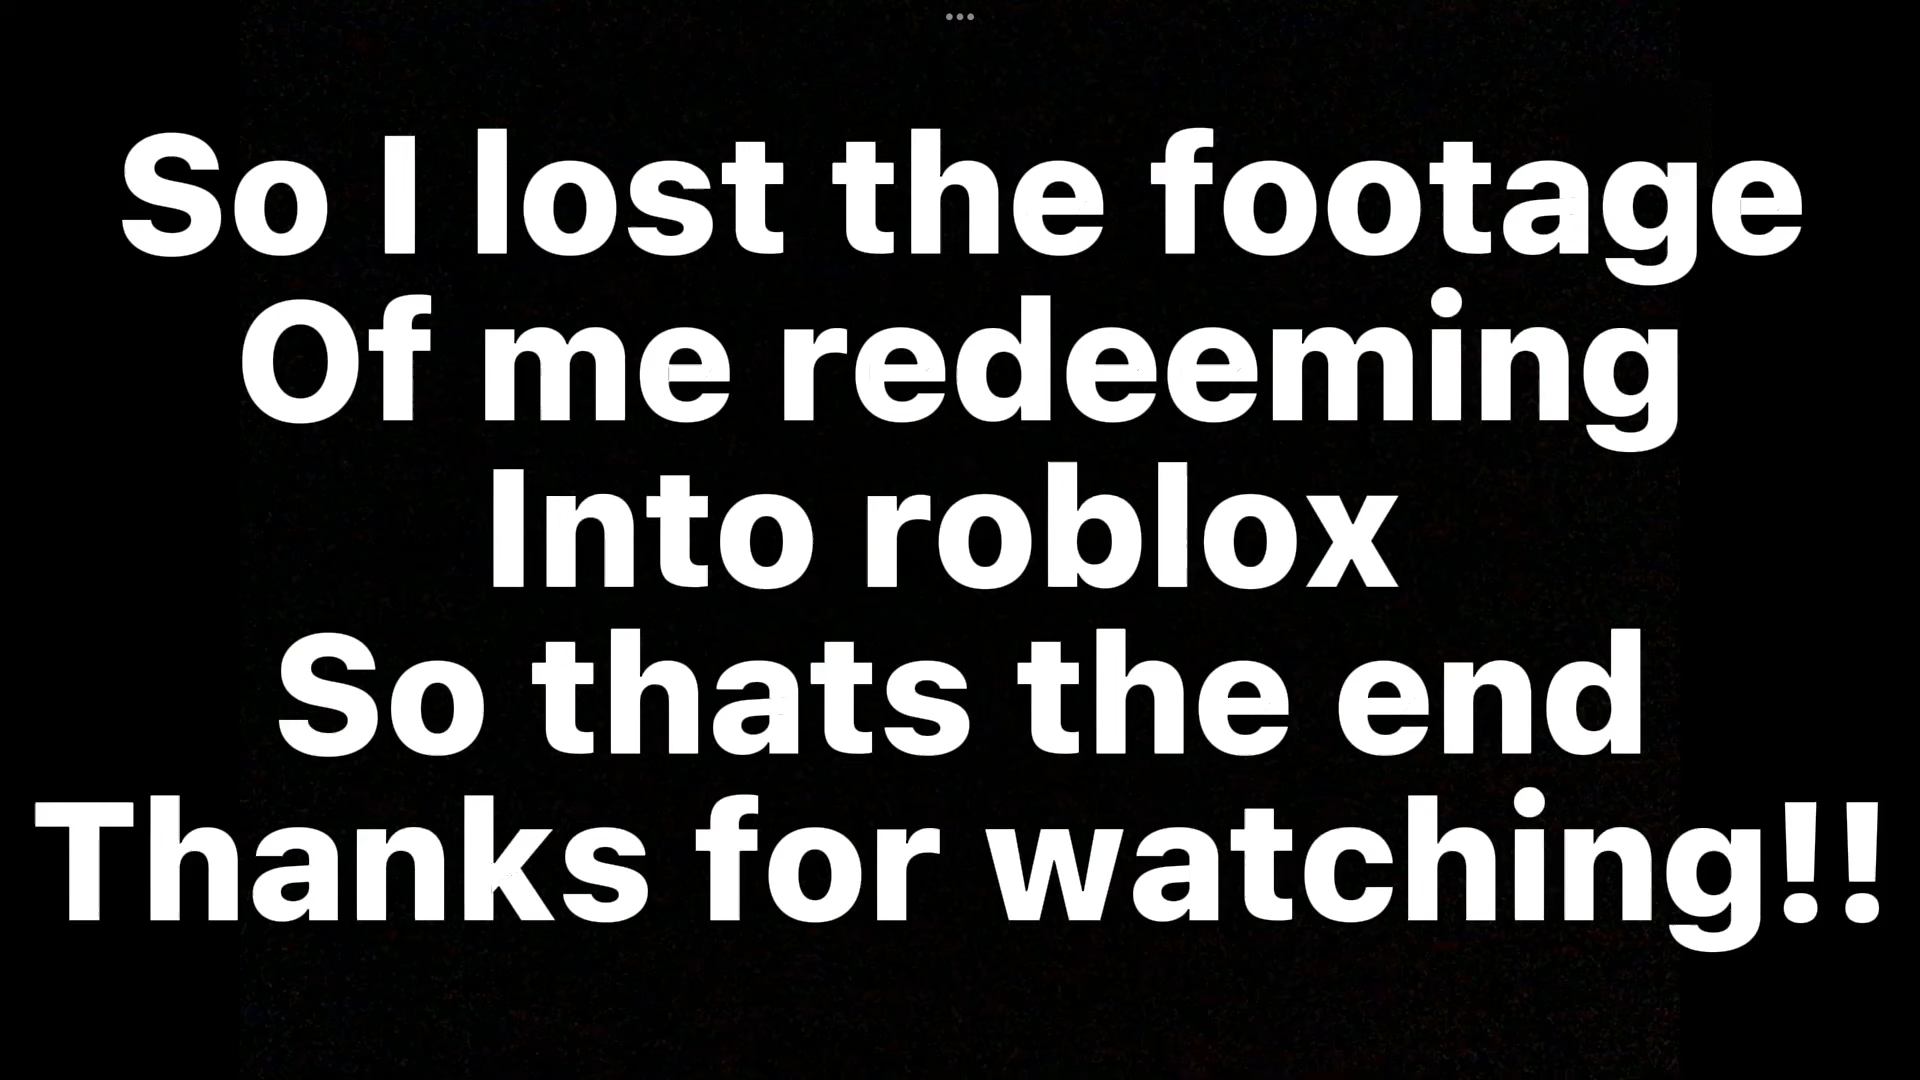 So I lost the footage
Of me redeeming
Into roblox
So thats the end
Thanks for watching!!